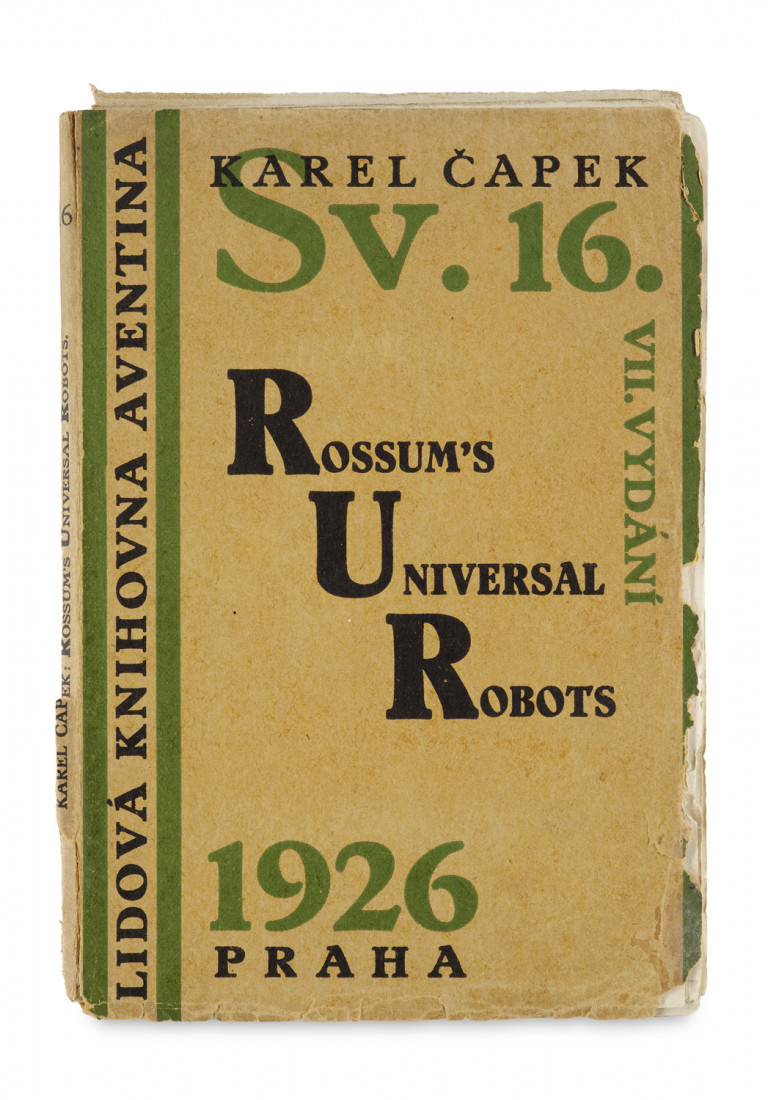 KAREL ČAPEK
Sv. 16.
VII. VYDÁNÍ
ROSSUM'S
UNIVERSAL
ROBOTS
1926
PRAHA
LIDOVÁ KNIHOVNA AVENTINA
6
KAREL ČAPEK: ROSSUM'S UNIVERSAL ROBOTS.